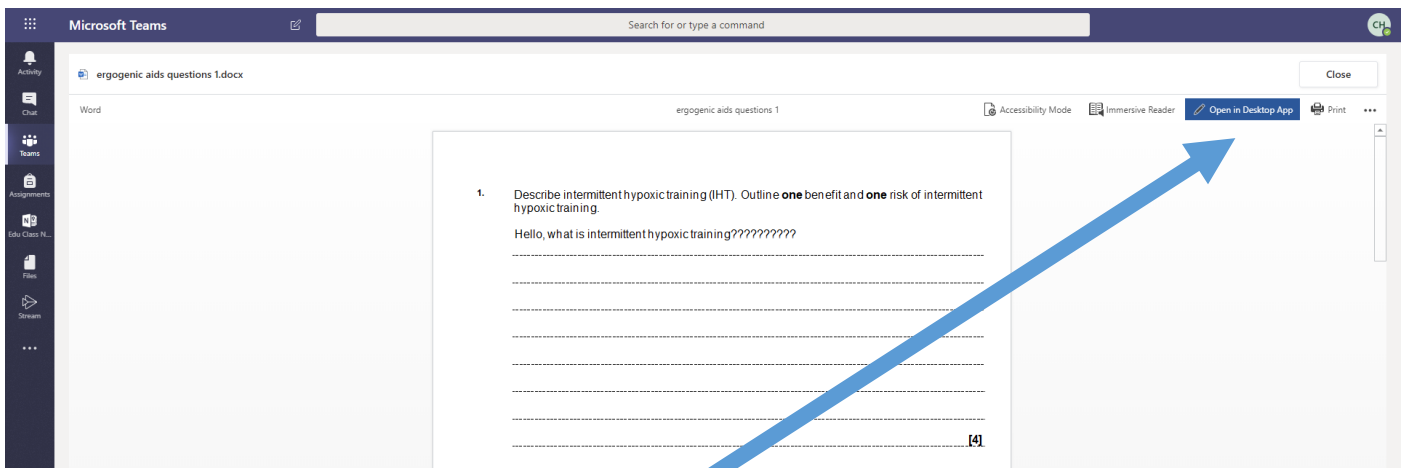 Microsoft Teams
Search for or type a command
CH
Activity
Chat
Teams
Assignments
Edu Class N...
Files
Stream
ergogenic aids questions 1.docx
Close
Word
ergogenic aids questions 1
Accessibility Mode
Immersive Reader
Open in Desktop App
Print
1. Describe intermittent hypoxic training (IHT). Outline one benefit and one risk of intermittent
hypoxic training.
Hello, what is intermittent hypoxic training??????????
[4]